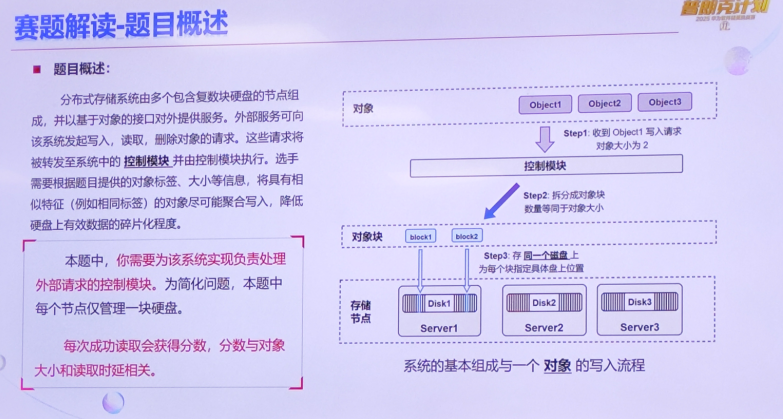 赛题解读-题目概述
普朗克计划
题目概述：
分布式存储系统由多个包含复数块硬盘的节点组
成，并以基于对象的接口对外提供服务。外部服务可向
该系统发起写入，读取，删除对象的请求。这些请求将
被转发至系统中的 控制模块 并由控制模块执行。选手
需要根据题目提供的对象标签、大小等信息，将具有相
似特征（例如相同标签）的对象尽可能聚合写入，降低
硬盘上有效数据的碎片化程度。
本题中，你需要为该系统实现负责处理
外部请求的控制模块。为简化问题，本题中
每个节点仅管理一块硬盘。
每次成功读取会获得分数，分数与对象
大小和读取时延相关。
对象
Object1
Object2
Object3
Step1: 收到 Object1 写入请求
对象大小为 2
控制模块
Step2: 拆分成对象块
数量等同于对象大小
对象块
block1
block2
Step3: 存 同一个磁盘 上
为每个块指定具体盘上位置
存储
节点
Disk1
Disk2
Disk3
Server1
Server2
Server3
系统的基本组成与一个 对象 的写入流程